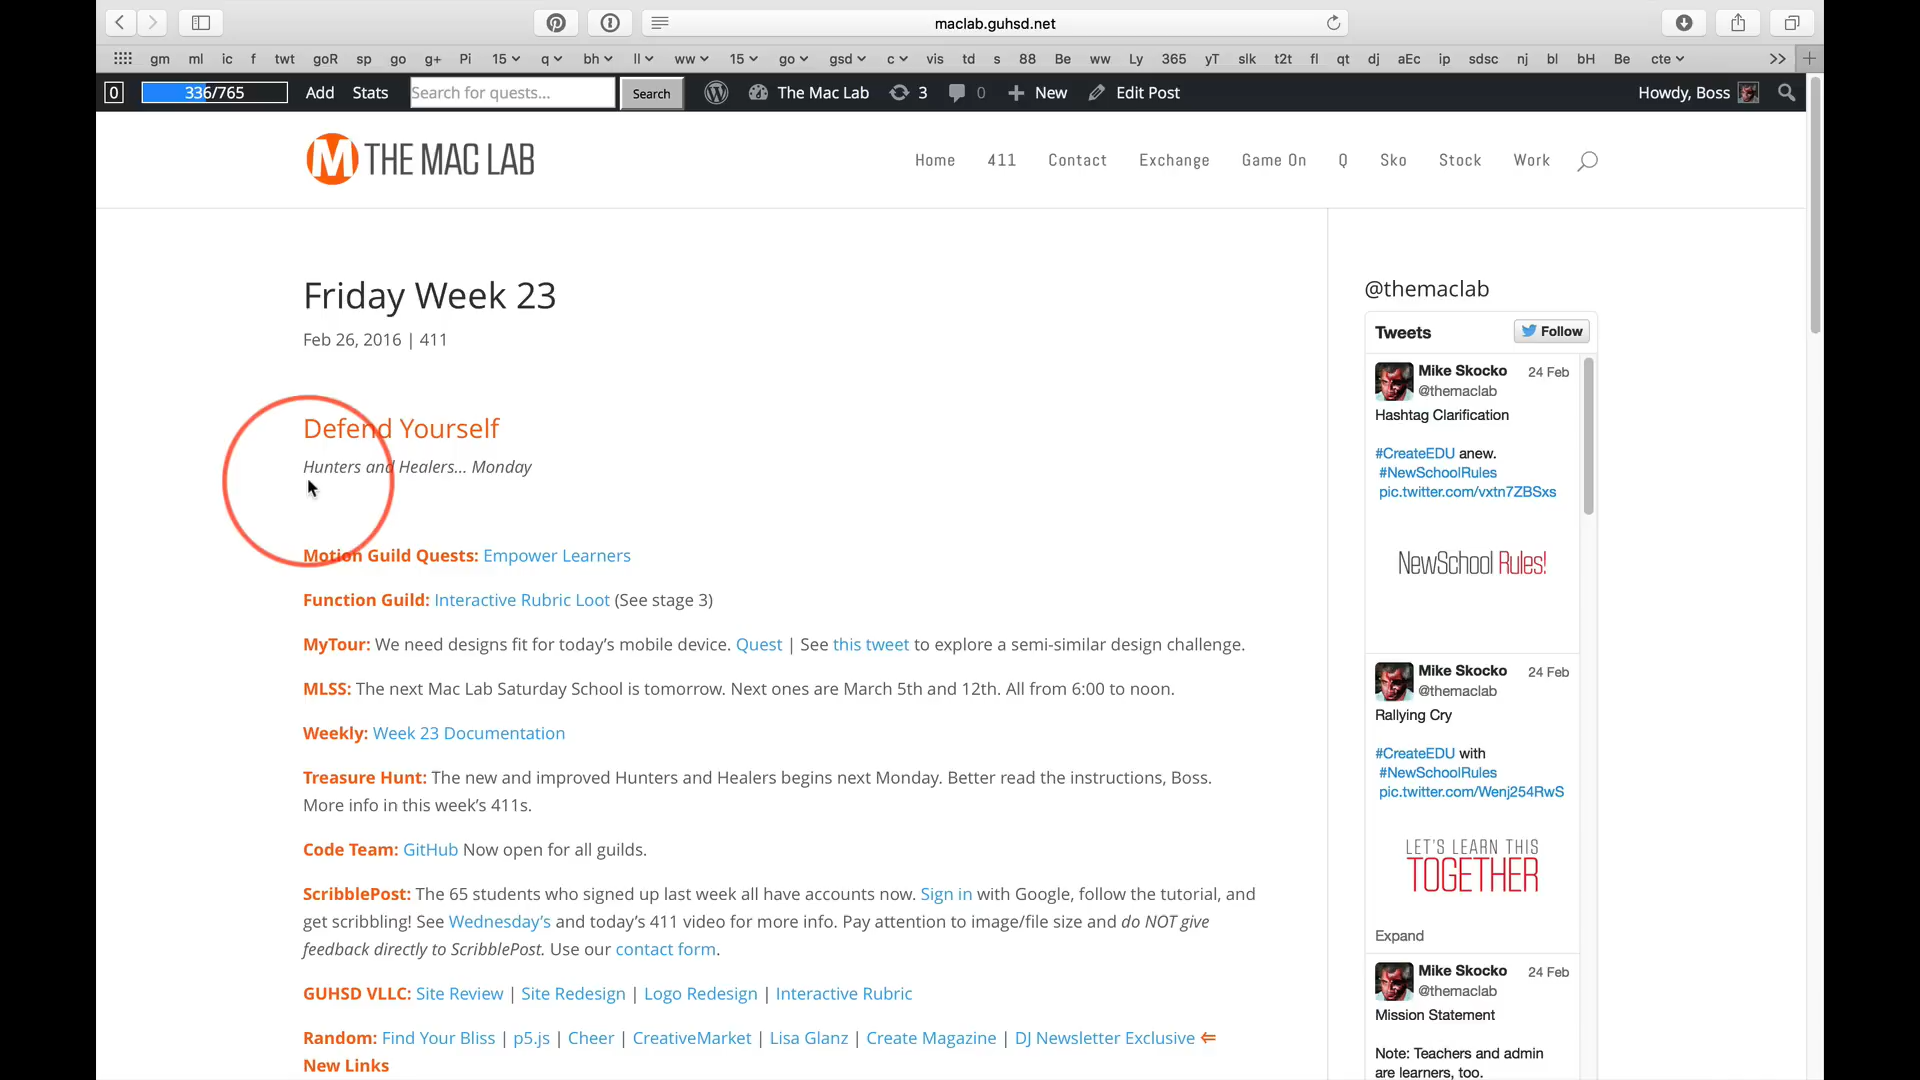 maclab.guhsd.net
gm ml ic f twt goR sp go g+ Pi 15 q bh ll ww 15 go gsd c vis td s 88 Be ww Ly 365 yT slk t2t fl qt dj aEc ip sdsc nj bl bH Be cte >> +
0 336/765 Add Stats Search for quests... Search The Mac Lab 3 0 New Edit Post Howdy, Boss
M THE MAC LAB
Home 411 Contact Exchange Game On Q Sko Stock Work
Friday Week 23
Feb 26, 2016 | 411
Defend Yourself
Hunters and Healers... Monday
Motion Guild Quests: Empower Learners
Function Guild: Interactive Rubric Loot (See stage 3)
MyTour: We need designs fit for today's mobile device. Quest | See this tweet to explore a semi-similar design challenge.
MLSS: The next Mac Lab Saturday School is tomorrow. Next ones are March 5th and 12th. All from 6:00 to noon.
Weekly: Week 23 Documentation
Treasure Hunt: The new and improved Hunters and Healers begins next Monday. Better read the instructions, Boss.
More info in this week's 411s.
Code Team: GitHub Now open for all guilds.
ScribblePost: The 65 students who signed up last week all have accounts now. Sign in with Google, follow the tutorial, and
get scribbling! See Wednesday's and today's 411 video for more info. Pay attention to image/file size and do NOT give
feedback directly to ScribblePost. Use our contact form.
GUHSD VLLC: Site Review | Site Redesign | Logo Redesign | Interactive Rubric
Random: Find Your Bliss | p5.js | Cheer | CreativeMarket | Lisa Glanz | Create Magazine | DJ Newsletter Exclusive ⇐
New Links
@themaclab
Tweets Follow
Mike Skocko 24 Feb
@themaclab
Hashtag Clarification
#CreateEDU anew.
#NewSchoolRules
pic.twitter.com/vxtn7ZBSxs
NewSchool Rules!
Mike Skocko 24 Feb
@themaclab
Rallying Cry
#CreateEDU with
#NewSchoolRules
pic.twitter.com/Wenj254RwS
LET'S LEARN THIS
TOGETHER
Expand
Mike Skocko 24 Feb
@themaclab
Mission Statement
Note: Teachers and admin
are learners, too.